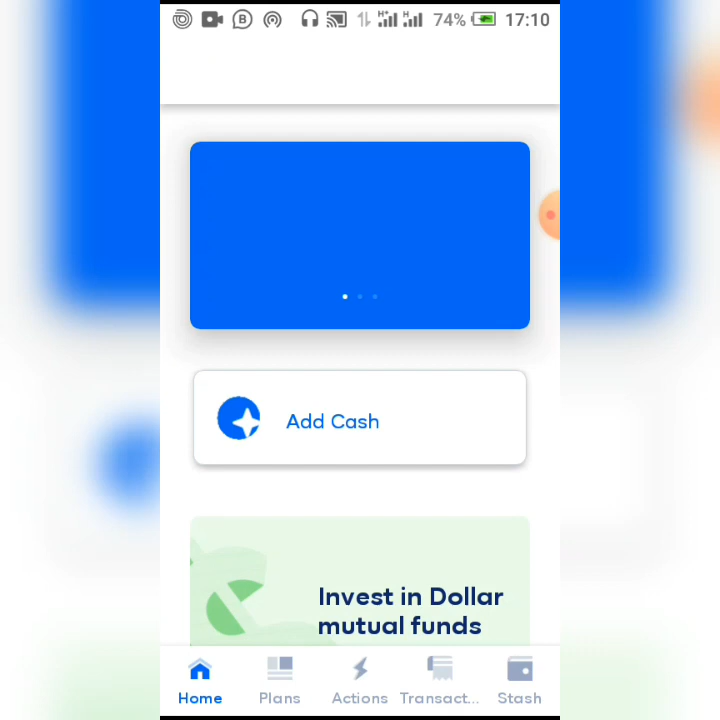 B 74% 17:10
Add Cash
Invest in Dollar
mutual funds
Home Plans Actions Transact... Stash